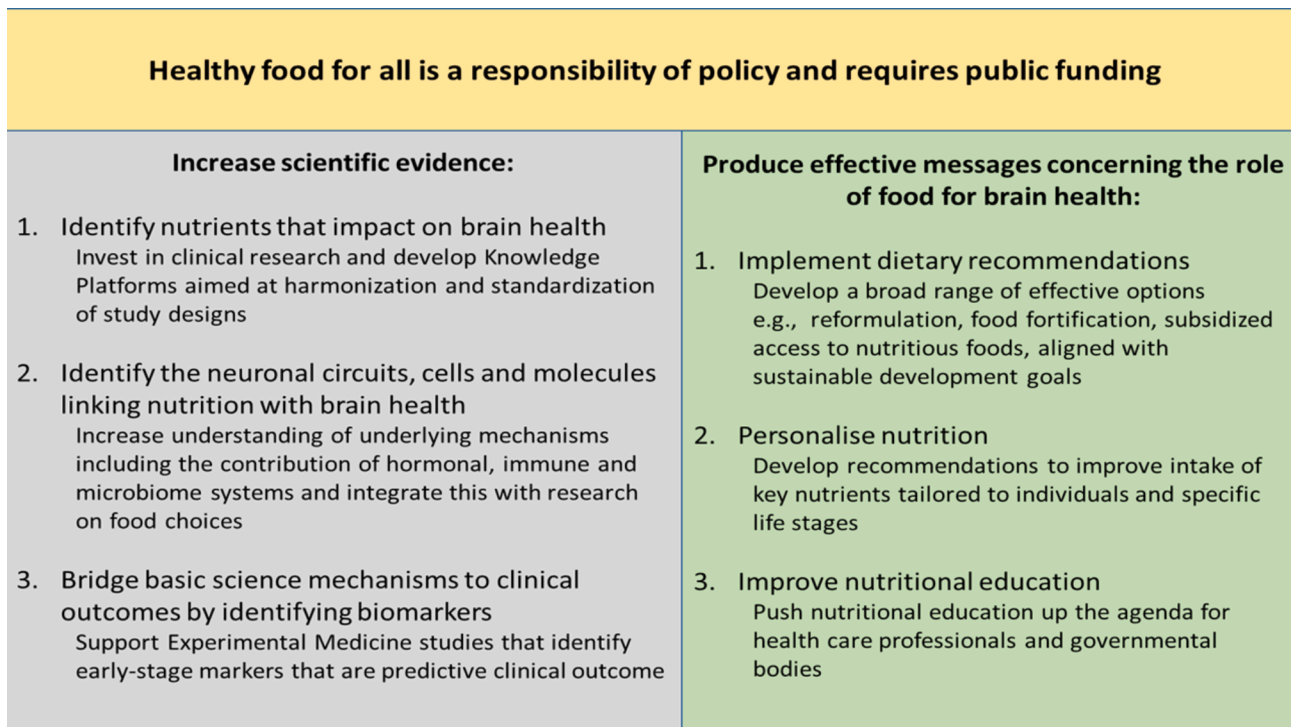 Healthy food for all is a responsibility of policy and requires public funding
Increase scientific evidence:
1. Identify nutrients that impact on brain health
Invest in clinical research and develop Knowledge
Platforms aimed at harmonization and standardization
of study designs
2. Identify the neuronal circuits, cells and molecules
linking nutrition with brain health
Increase understanding of underlying mechanisms
including the contribution of hormonal, immune and
microbiome systems and integrate this with research
on food choices
3. Bridge basic science mechanisms to clinical
outcomes by identifying biomarkers
Support Experimental Medicine studies that identify
early-stage markers that are predictive clinical outcome
Produce effective messages concerning the role
of food for brain health:
1. Implement dietary recommendations
Develop a broad range of effective options
e.g., reformulation, food fortification, subsidized
access to nutritious foods, aligned with
sustainable development goals
2. Personalise nutrition
Develop recommendations to improve intake of
key nutrients tailored to individuals and specific
life stages
3. Improve nutritional education
Push nutritional education up the agenda for
health care professionals and governmental
bodies